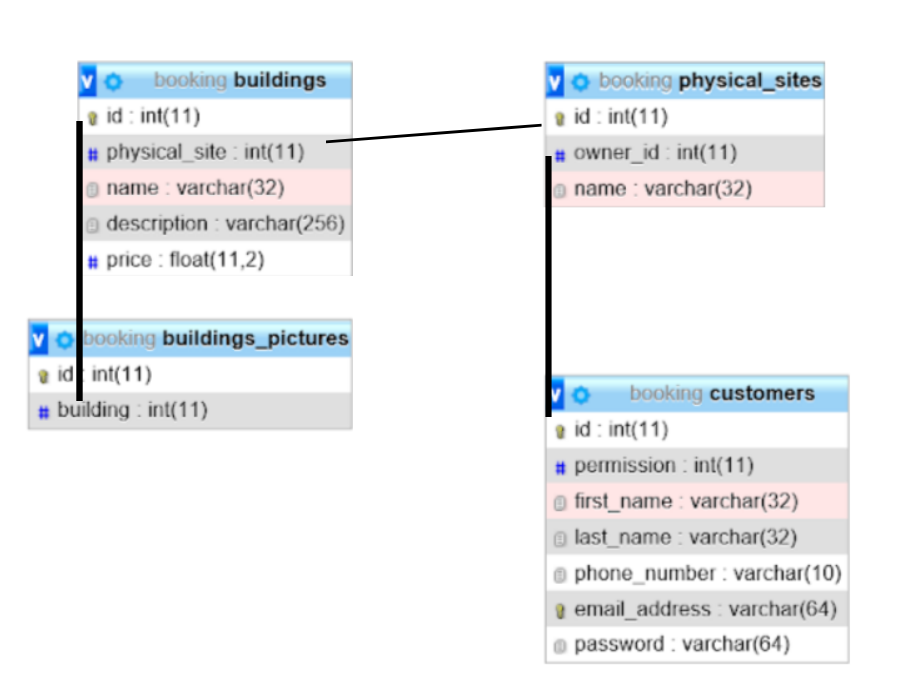 booking buildings
id : int(11)
physical_site : int(11)
name : varchar(32)
description : varchar(256)
price : float(11,2)
booking buildings_pictures
id : int(11)
building : int(11)
booking physical_sites
id : int(11)
owner_id : int(11)
name : varchar(32)
booking customers
id : int(11)
permission : int(11)
first_name : varchar(32)
last_name : varchar(32)
phone_number : varchar(10)
email_address : varchar(64)
password : varchar(64)